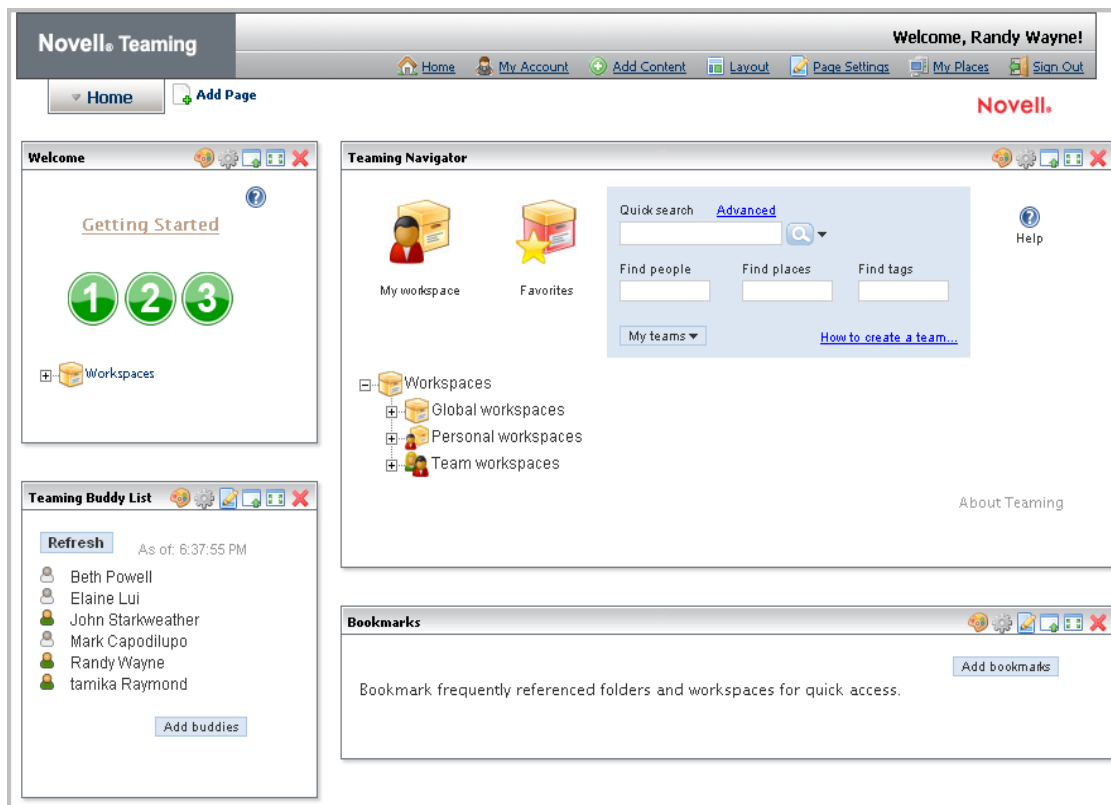 Novell® Teaming
Welcome, Randy Wayne!
Home My Account Add Content Layout Page Settings My Places Sign Out
Home Add Page
Novell®
Welcome
Getting Started
1 2 3
Workspaces
Teaming Buddy List
Refresh As of: 6:37:55 PM
Beth Powell
Elaine Lui
John Starkweather
Mark Capodilupo
Randy Wayne
tamika Raymond
Add buddies
Teaming Navigator
My workspace
Favorites
Quick search Advanced
Find people Find places Find tags
My teams How to create a team...
? Help
Workspaces
Global workspaces
Personal workspaces
Team workspaces
About Teaming
Bookmarks
Add bookmarks
Bookmark frequently referenced folders and workspaces for quick access.